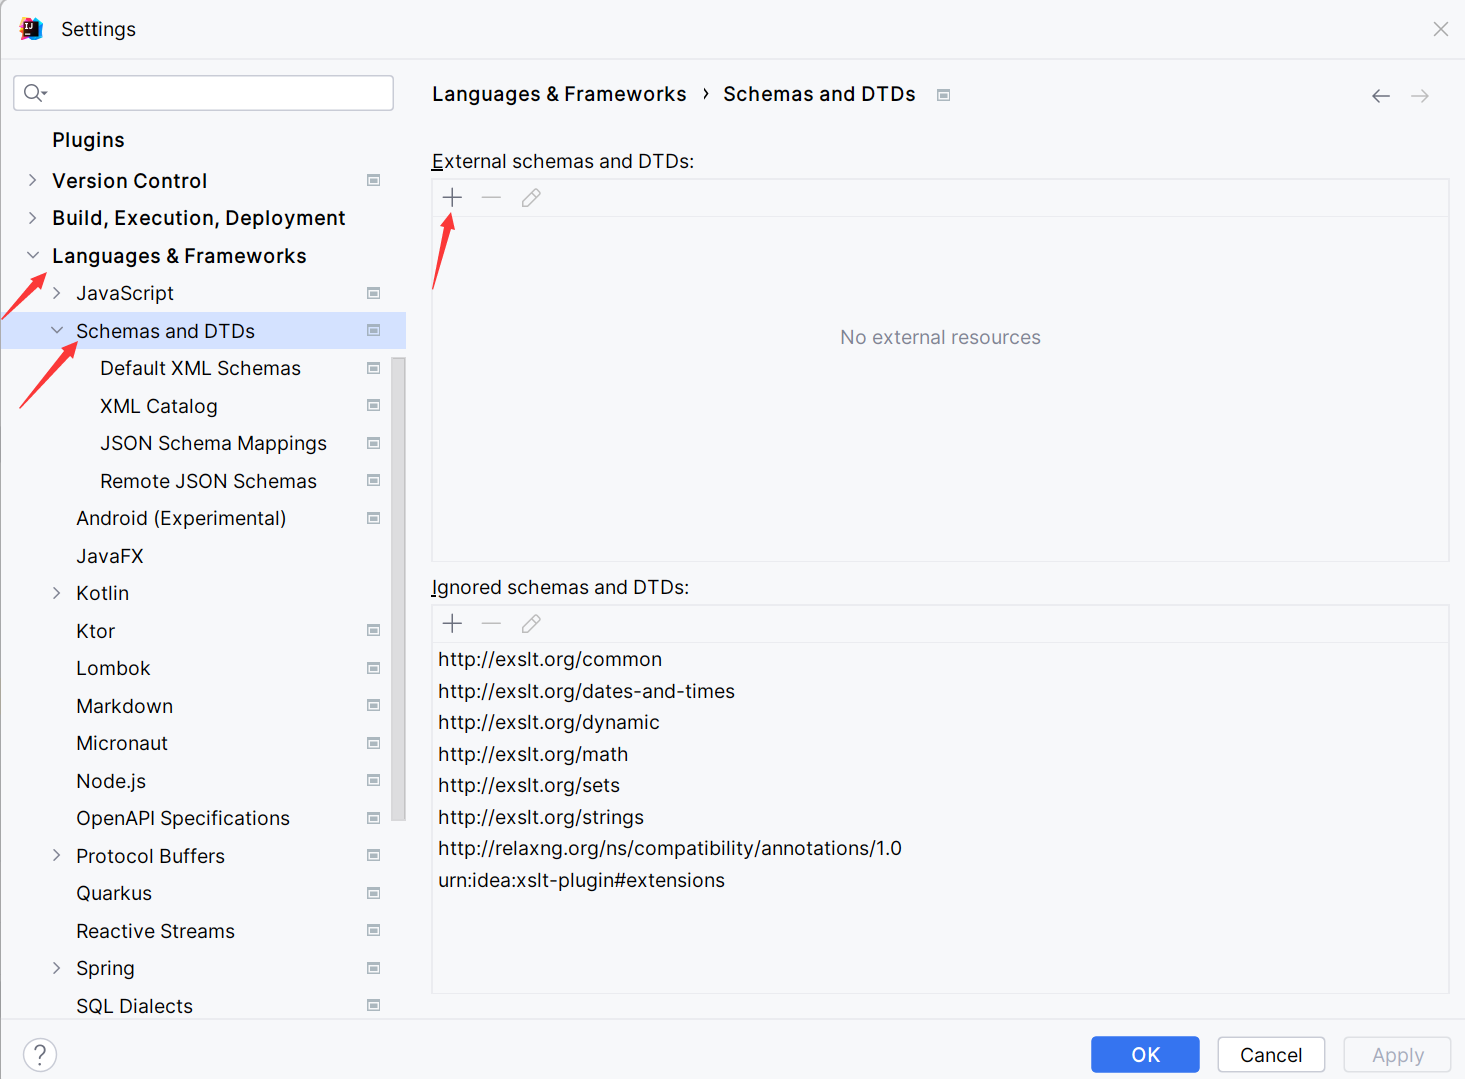 Settings
Plugins
Version Control
Build, Execution, Deployment
Languages & Frameworks
JavaScript
Schemas and DTDs
Default XML Schemas
XML Catalog
JSON Schema Mappings
Remote JSON Schemas
Android (Experimental)
JavaFX
Kotlin
Ktor
Lombok
Markdown
Micronaut
Node.js
OpenAPI Specifications
Protocol Buffers
Quarkus
Reactive Streams
Spring
SQL Dialects
Languages & Frameworks › Schemas and DTDs
External schemas and DTDs:
No external resources
Ignored schemas and DTDs:
http://exslt.org/common
http://exslt.org/dates-and-times
http://exslt.org/dynamic
http://exslt.org/math
http://exslt.org/sets
http://exslt.org/strings
http://relaxng.org/ns/compatibility/annotations/1.0
urn:idea:xslt-plugin#extensions
?
OK
Cancel
Apply